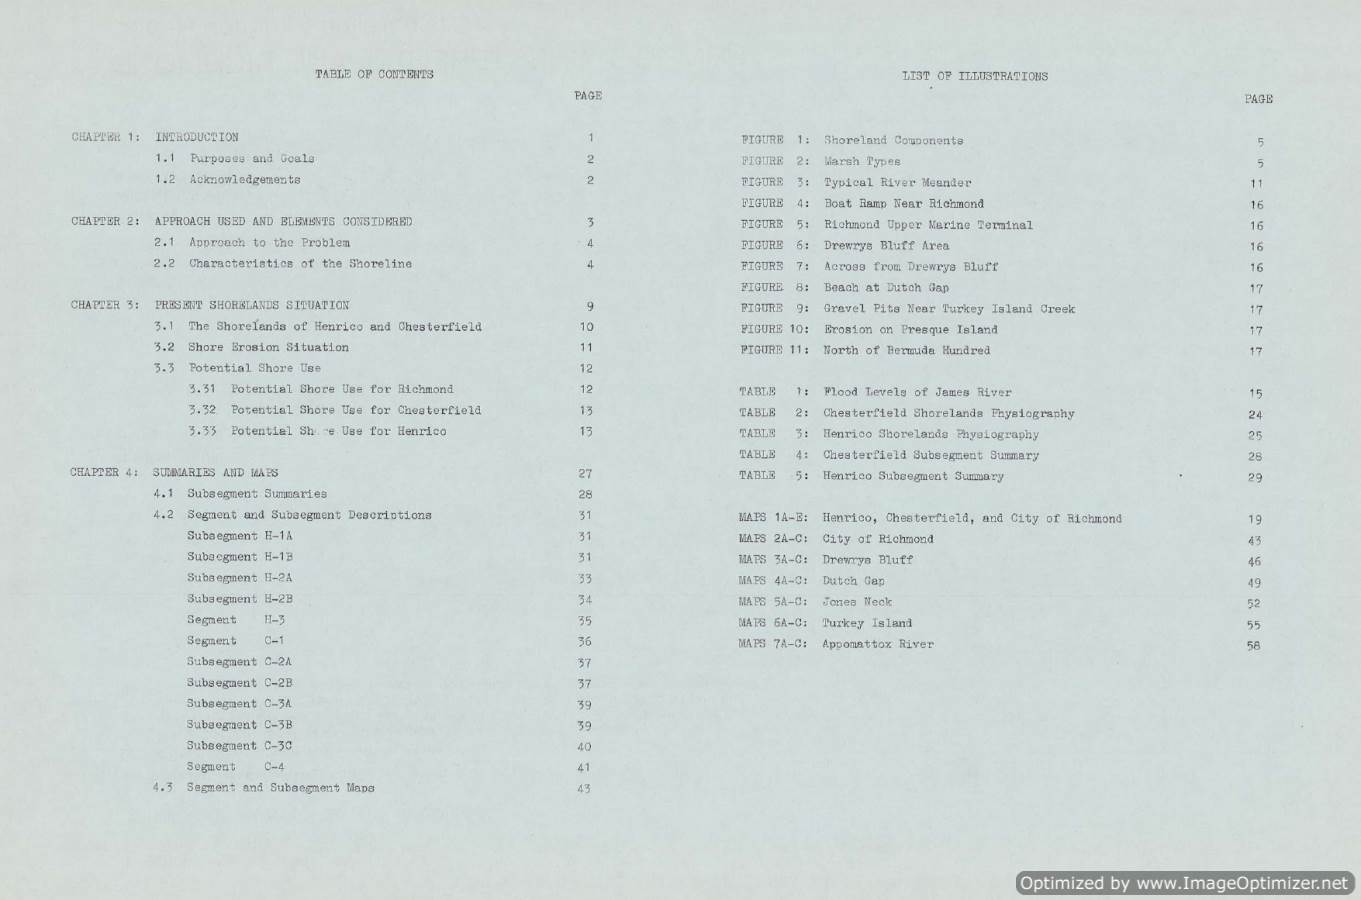 TABLE OF CONTENTS
PAGE
CHAPTER 1: INTRODUCTION 1
1.1 Purposes and Goals 2
1.2 Acknowledgements 2
CHAPTER 2: APPROACH USED AND ELEMENTS CONSIDERED 3
2.1 Approach to the Problem 4
2.2 Characteristics of the Shoreline 4
CHAPTER 3: PRESENT SHORELANDS SITUATION 9
3.1 The Shorelands of Henrico and Chesterfield 10
3.2 Shore Erosion Situation 11
3.3 Potential Shore Use 12
3.31 Potential Shore Use for Richmond 12
3.32 Potential Shore Use for Chesterfield 13
3.33 Potential Use for Henrico 13
CHAPTER 4: SUMMARIES AND MAPS 27
4.1 Subsegment Summaries 28
4.2 Segment and Subsegment Descriptions 31
Subsegment H-1A 31
Subsegment H-1B 31
Subsegment H-2A 33
Subsegment H-2B 34
Segment H-3 35
Segment C-1 36
Subsegment C-2A 37
Subsegment C-2B 37
Subsegment C-3A 39
Subsegment C-3B 39
Subsegment C-3C 40
Segment C-4 41
4.3 Segment and Subsegment Maps 43
LIST OF ILLUSTRATIONS
PAGE
FIGURE 1: Shoreland Components 5
FIGURE 2: Marsh Types 5
FIGURE 3: Typical River Meander 11
FIGURE 4: Boat Ramp Near Richmond 16
FIGURE 5: Richmond Upper Marine Terminal 16
FIGURE 6: Drewrys Bluff Area 16
FIGURE 7: Across from Drewrys Bluff 16
FIGURE 8: Beach at Dutch Gap 17
FIGURE 9: Gravel Pits Near Turkey Island Creek 17
FIGURE 10: Erosion on Presque Island 17
FIGURE 11: North of Bermuda Hundred 17
TABLE 1: Flood Levels of James River 15
TABLE 2: Chesterfield Shorelands Physiography 24
TABLE 3: Henrico Shorelands Physiography 25
TABLE 4: Chesterfield Subsegment Summary 28
TABLE 5: Henrico Subsegment Summary 29
MAPS 1A-E: Henrico, Chesterfield, and City of Richmond 19
MAPS 2A-C: City of Richmond 43
MAPS 3A-C: Drewrys Bluff 46
MAPS 4A-C: Dutch Gap 49
MAPS 5A-C: Jones Neck 52
MAPS 6A-C: Turkey Island 55
MAPS 7A-C: Appomattox River 58
Optimized by www.ImageOptimizer.net